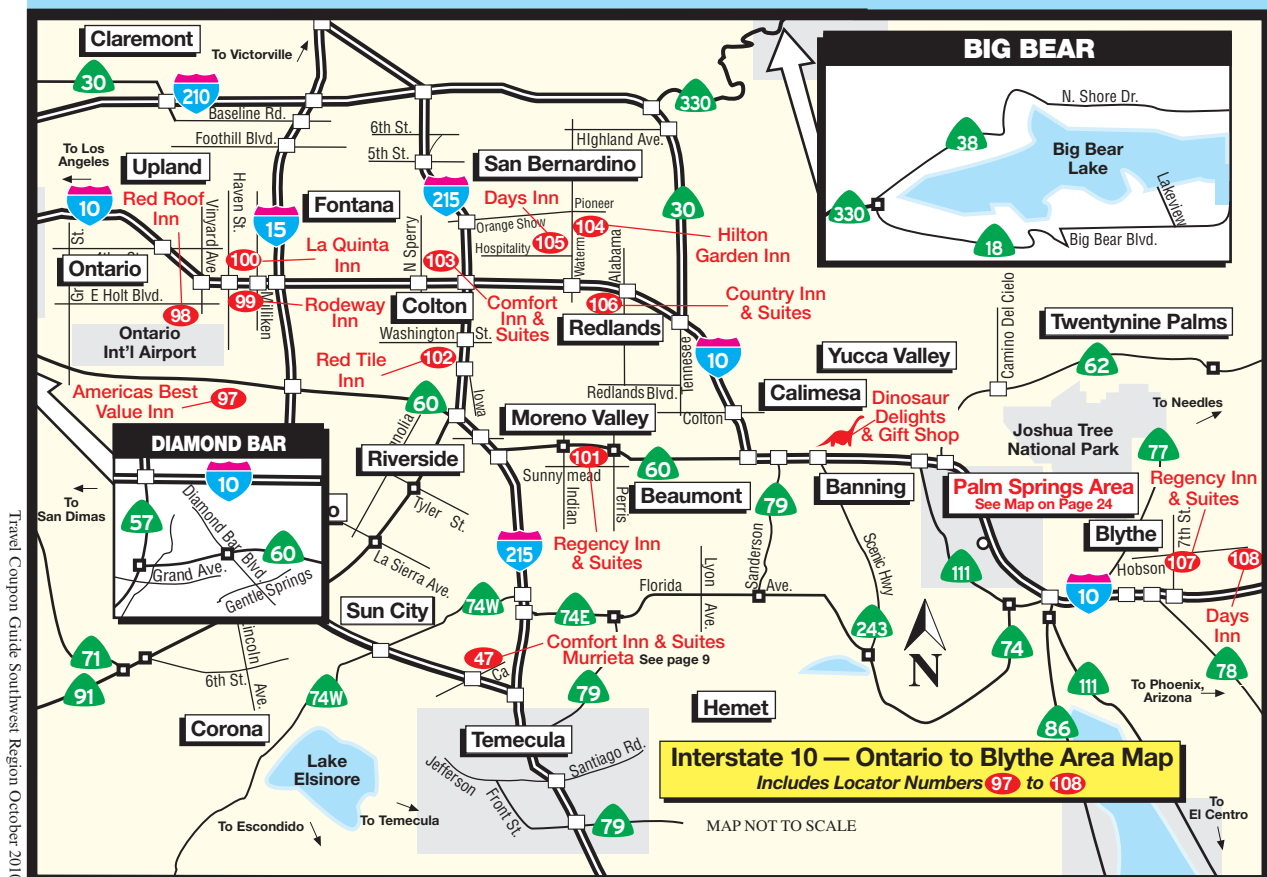 Claremont
To Victorville
30
210
Baseline Rd.
Foothill Blvd.
6th St.
5th St.
330
HIghland Ave.
To Los
Angeles
Upland
10
Red Roof
Inn
Vinyard Ave.
Haven St.
15
Fontana
215
San Bernardino
Days Inn
Pioneer
Orange Show
Hospitality
105
104
Hilton
Garden Inn
30
N Sperry
Waterm
Alabama
St.
Gr
Ontario
100
La Quinta
Inn
103
E Holt Blvd.
98
99
Milliken
Rodeway
Inn
Colton
Comfort
Inn &
Suites
106
Country Inn
& Suites
Redlands
Ontario
Int'l Airport
Washington St.
Red Tile
Inn
102
Iowa
Tennesee
10
Americas Best
Value Inn
97
60
Redlands Blvd.
Colton
Calimesa
Yucca Valley
Camino Del Cielo
Twentynine Palms
62
Dinosaur
Delights
& Gift Shop
To Needles
Joshua Tree
National Park
77
BIG BEAR
N. Shore Dr.
38
Big Bear
Lake
Lakeview
330
18
Big Bear Blvd.
DIAMOND BAR
10
57
Diamond Bar Blvd.
60
Grand Ave.
Gentle Springs
To
San Dimas
o
nolia
Riverside
Tyler St.
La Sierra Ave.
Moreno Valley
101
Sunny mead
Indian
Perris
60
Beaumont
Regency Inn
& Suites
215
79
Banning
Palm Springs Area
See Map on Page 24
Regency Inn
& Suites
Blythe
7th St.
Hobson
107
108
Days
Inn
10
111
Sanderson
Scenic Hwy
Lyon Ave.
Florida Ave.
Sun City
74W
74E
243
N
74
78
To Phoenix,
Arizona
111
86
71
91
Lincoln Ave.
6th St.
74W
47
Ca
Comfort Inn & Suites
Murrieta See page 9
79
Hemet
Corona
Lake
Elsinore
Temecula
Jefferson
Front St.
Santiago Rd.
79
To Escondido
To Temecula
Interstate 10 — Ontario to Blythe Area Map
Includes Locator Numbers 97 to 108
MAP NOT TO SCALE
To
El Centro
Travel Coupon Guide Southwest Region October 2010